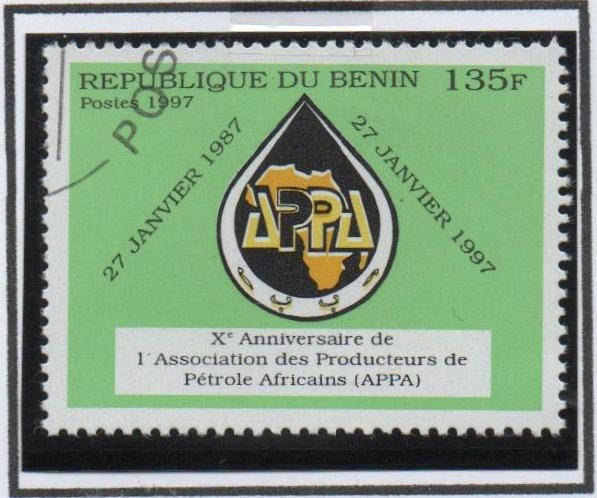 REPUBLIQUE DU BENIN 135F
Postes 1997
POS
27 JANVIER 1987
27 JANVIER 1997
APPA
Xe Anniversaire de
l'Association des Producteurs de
Pétrole Africains (APPA)